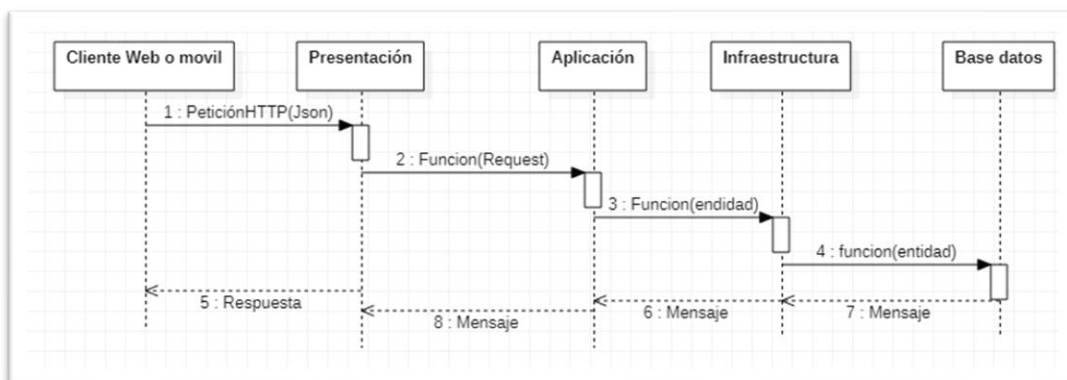 Cliente Web o movil
Presentación
Aplicación
Infraestructura
Base datos
1 : PeticiónHTTP(Json)
2 : Funcion(Request)
3 : Funcion(endidad)
4 : funcion(entidad)
5 : Respuesta
8 : Mensaje
6 : Mensaje
7 : Mensaje